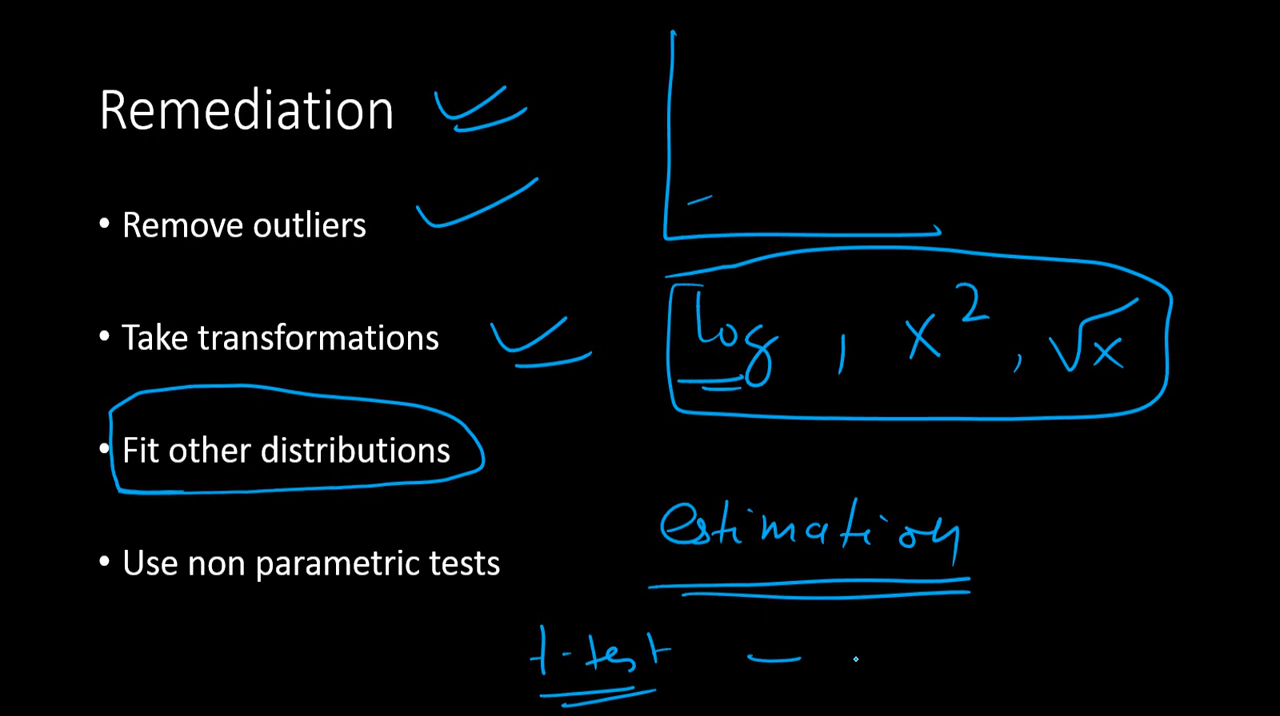 Remediation
• Remove outliers
• Take transformations
log , x² , √x
• Fit other distributions
estimation
• Use non parametric tests
t-test –